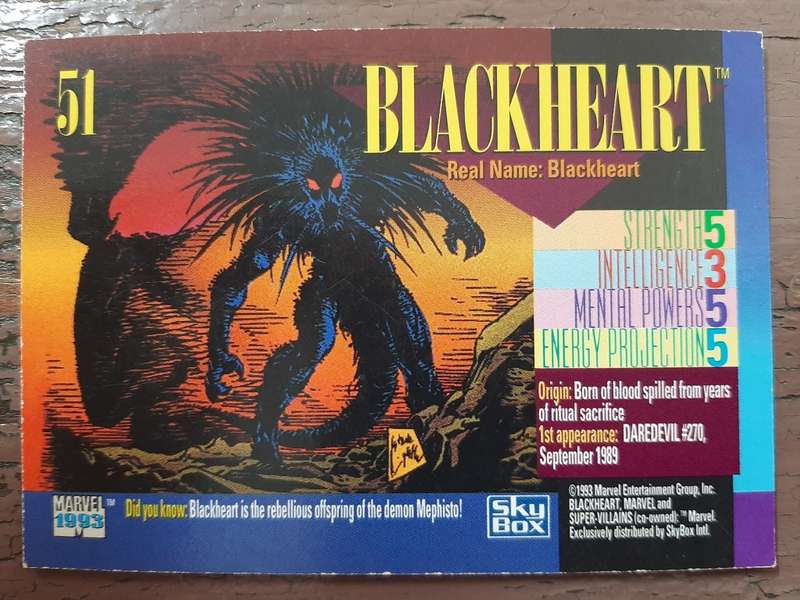 51
BLACKHEART™
Real Name: Blackheart
STRENGTH 5
INTELLIGENCE 3
MENTAL POWERS 5
ENERGY PROJECTION 5
Origin: Born of blood spilled from years
of ritual sacrifice
1st appearance: DAREDEVIL #270,
September 1989
MARVEL™
1993
Did you know: Blackheart is the rebellious offspring of the demon Mephisto!
SkyBox
©1993 Marvel Entertainment Group, Inc.
BLACKHEART, MARVEL and
SUPER-VILLAINS (co-owned): ™ Marvel.
Exclusively distributed by SkyBox Intl.